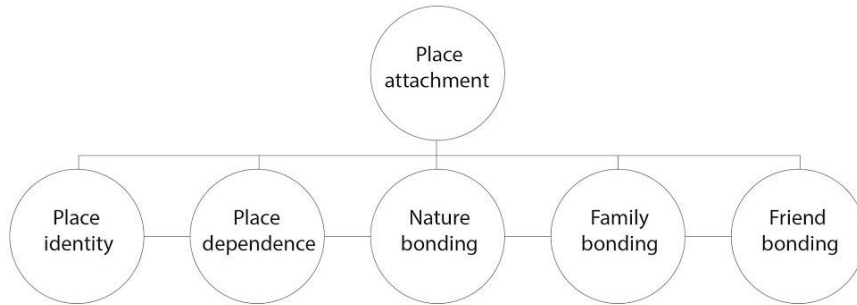 Place
attachment
Place
identity
Place
dependence
Nature
bonding
Family
bonding
Friend
bonding